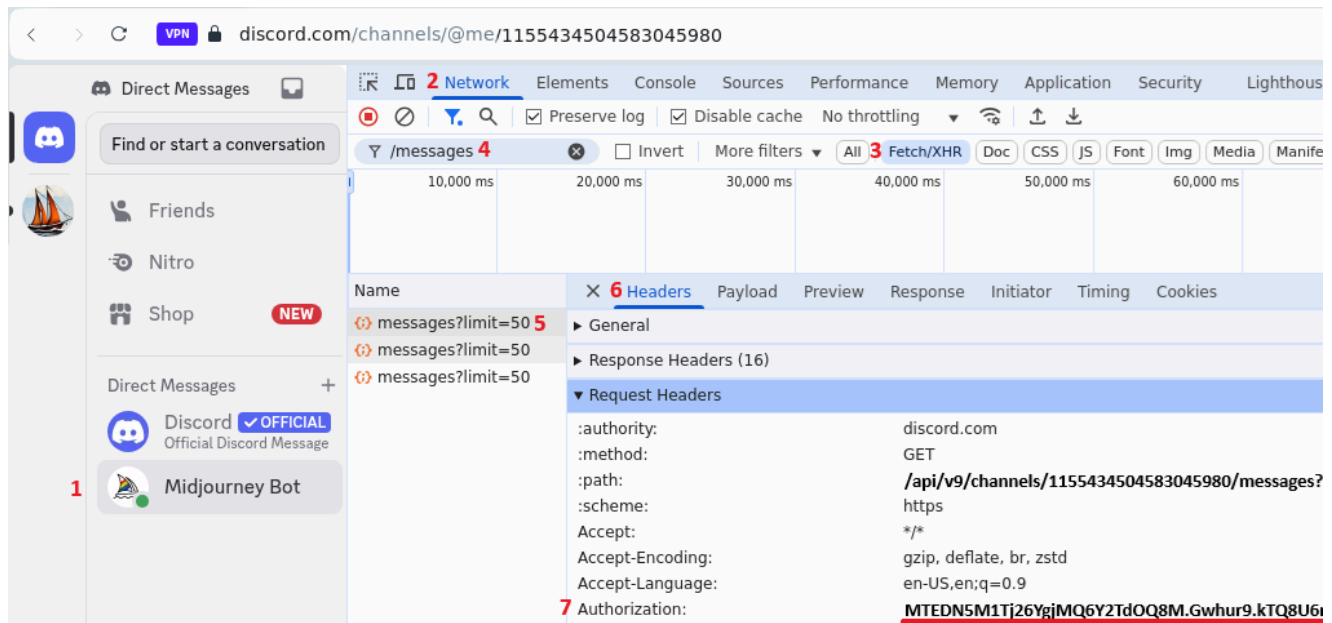 VPN discord.com/channels/@me/1155434504583045980
Direct Messages
2 Network Elements Console Sources Performance Memory Application Security Lighthous
Preserve log Disable cache No throttling
Find or start a conversation
/messages 4 Invert More filters All 3 Fetch/XHR Doc CSS JS Font Img Media Manife
10,000 ms 20,000 ms 30,000 ms 40,000 ms 50,000 ms 60,000 ms
Friends
Nitro
Shop NEW
Direct Messages +
Discord OFFICIAL
Official Discord Message
1 Midjourney Bot
Name
messages?limit=50 5
messages?limit=50
messages?limit=50
6 Headers Payload Preview Response Initiator Timing Cookies
General
Response Headers (16)
Request Headers
:authority: discord.com
:method: GET
:path: /api/v9/channels/1155434504583045980/messages?
:scheme: https
Accept: */*
Accept-Encoding: gzip, deflate, br, zstd
Accept-Language: en-US,en;q=0.9
7 Authorization: MTEDN5M1Tj26YgjMQ6Y2TdOQ8M.Gwhur9.kTQ8U6